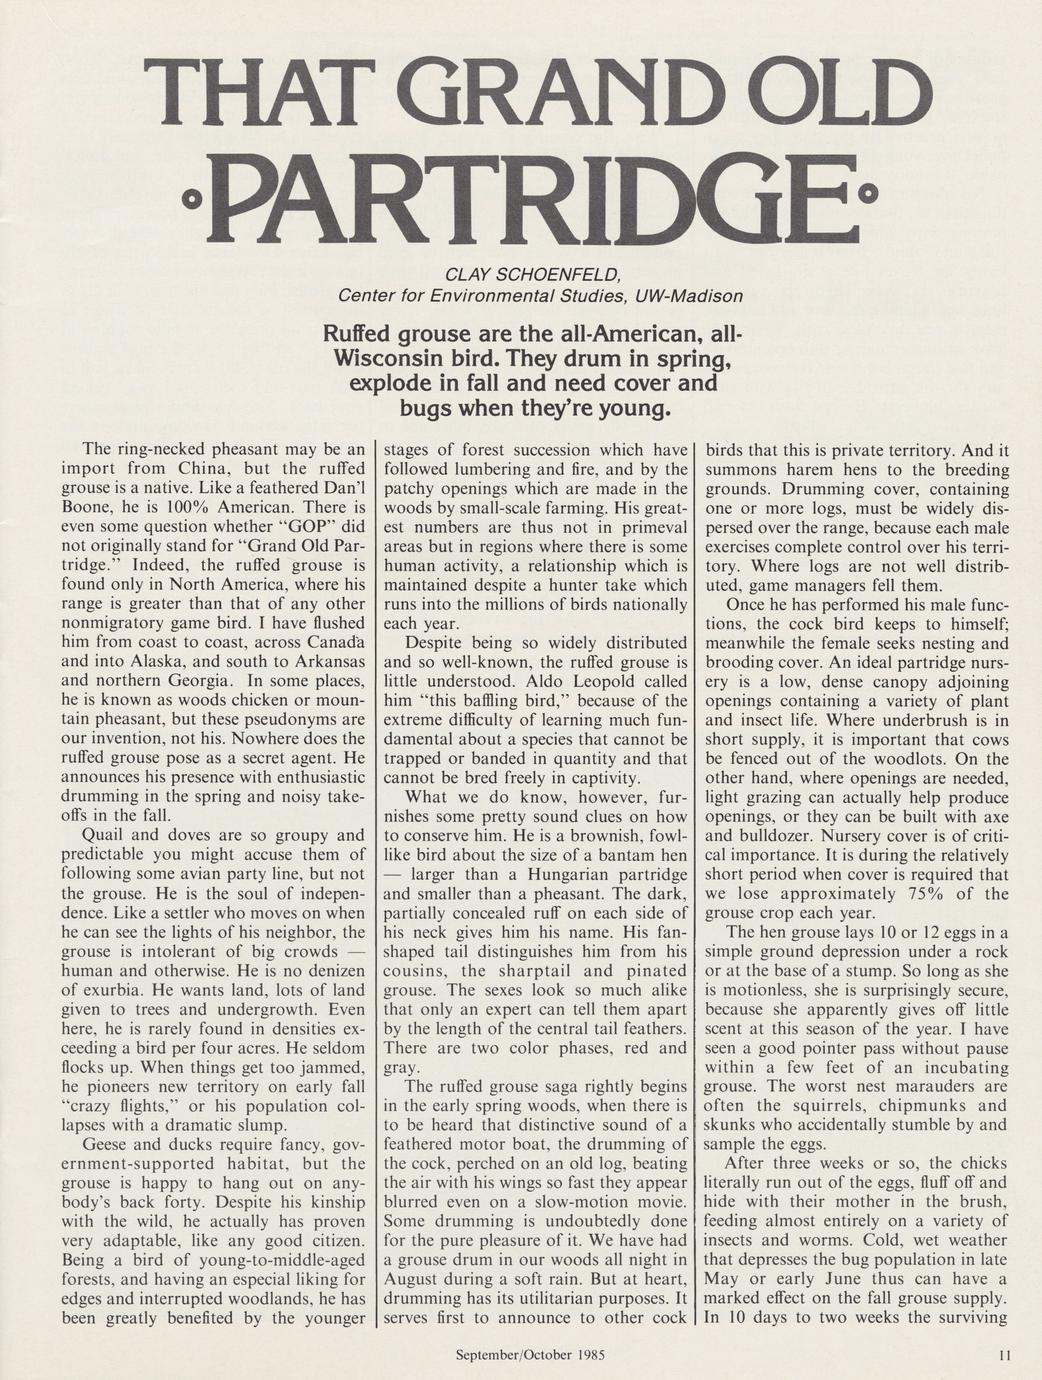 THAT GRAND OLD
•PARTRIDGE•
CLAY SCHOENFELD,
Center for Environmental Studies, UW-Madison
Ruffed grouse are the all-American, all-
Wisconsin bird. They drum in spring,
explode in fall and need cover and
bugs when they're young.
The ring-necked pheasant may be an
import from China, but the ruffed
grouse is a native. Like a feathered Dan'l
Boone, he is 100% American. There is
even some question whether "GOP" did
not originally stand for "Grand Old Par-
tridge." Indeed, the ruffed grouse is
found only in North America, where his
range is greater than that of any other
nonmigratory game bird. I have flushed
him from coast to coast, across Canada
and into Alaska, and south to Arkansas
and northern Georgia. In some places,
he is known as woods chicken or moun-
tain pheasant, but these pseudonyms are
our invention, not his. Nowhere does the
ruffed grouse pose as a secret agent. He
announces his presence with enthusiastic
drumming in the spring and noisy take-
offs in the fall.
Quail and doves are so groupy and
predictable you might accuse them of
following some avian party line, but not
the grouse. He is the soul of indepen-
dence. Like a settler who moves on when
he can see the lights of his neighbor, the
grouse is intolerant of big crowds —
human and otherwise. He is no denizen
of exurbia. He wants land, lots of land
given to trees and undergrowth. Even
here, he is rarely found in densities ex-
ceeding a bird per four acres. He seldom
flocks up. When things get too jammed,
he pioneers new territory on early fall
"crazy flights," or his population col-
lapses with a dramatic slump.
Geese and ducks require fancy, gov-
ernment-supported habitat, but the
grouse is happy to hang out on any-
body's back forty. Despite his kinship
with the wild, he actually has proven
very adaptable, like any good citizen.
Being a bird of young-to-middle-aged
forests, and having an especial liking for
edges and interrupted woodlands, he has
been greatly benefited by the younger
stages of forest succession which have
followed lumbering and fire, and by the
patchy openings which are made in the
woods by small-scale farming. His great-
est numbers are thus not in primeval
areas but in regions where there is some
human activity, a relationship which is
maintained despite a hunter take which
runs into the millions of birds nationally
each year.
Despite being so widely distributed
and so well-known, the ruffed grouse is
little understood. Aldo Leopold called
him "this baffling bird," because of the
extreme difficulty of learning much fun-
damental about a species that cannot be
trapped or banded in quantity and that
cannot be bred freely in captivity.
What we do know, however, fur-
nishes some pretty sound clues on how
to conserve him. He is a brownish, fowl-
like bird about the size of a bantam hen
— larger than a Hungarian partridge
and smaller than a pheasant. The dark,
partially concealed ruff on each side of
his neck gives him his name. His fan-
shaped tail distinguishes him from his
cousins, the sharptail and pinated
grouse. The sexes look so much alike
that only an expert can tell them apart
by the length of the central tail feathers.
There are two color phases, red and
gray.
The ruffed grouse saga rightly begins
in the early spring woods, when there is
to be heard that distinctive sound of a
feathered motor boat, the drumming of
the cock, perched on an old log, beating
the air with his wings so fast they appear
blurred even on a slow-motion movie.
Some drumming is undoubtedly done
for the pure pleasure of it. We have had
a grouse drum in our woods all night in
August during a soft rain. But at heart,
drumming has its utilitarian purposes. It
serves first to announce to other cock
birds that this is private territory. And it
summons harem hens to the breeding
grounds. Drumming cover, containing
one or more logs, must be widely dis-
persed over the range, because each male
exercises complete control over his terri-
tory. Where logs are not well distrib-
uted, game managers fell them.
Once he has performed his male func-
tions, the cock bird keeps to himself;
meanwhile the female seeks nesting and
brooding cover. An ideal partridge nurs-
ery is a low, dense canopy adjoining
openings containing a variety of plant
and insect life. Where underbrush is in
short supply, it is important that cows
be fenced out of the woodlots. On the
other hand, where openings are needed,
light grazing can actually help produce
openings, or they can be built with axe
and bulldozer. Nursery cover is of criti-
cal importance. It is during the relatively
short period when cover is required that
we lose approximately 75% of the
grouse crop each year.
The hen grouse lays 10 or 12 eggs in a
simple ground depression under a rock
or at the base of a stump. So long as she
is motionless, she is surprisingly secure,
because she apparently gives off little
scent at this season of the year. I have
seen a good pointer pass without pause
within a few feet of an incubating
grouse. The worst nest marauders are
often the squirrels, chipmunks and
skunks who accidentally stumble by and
sample the eggs.
After three weeks or so, the chicks
literally run out of the eggs, fluff off and
hide with their mother in the brush,
feeding almost entirely on a variety of
insects and worms. Cold, wet weather
that depresses the bug population in late
May or early June thus can have a
marked effect on the fall grouse supply.
In 10 days to two weeks the surviving
September/October 1985
11